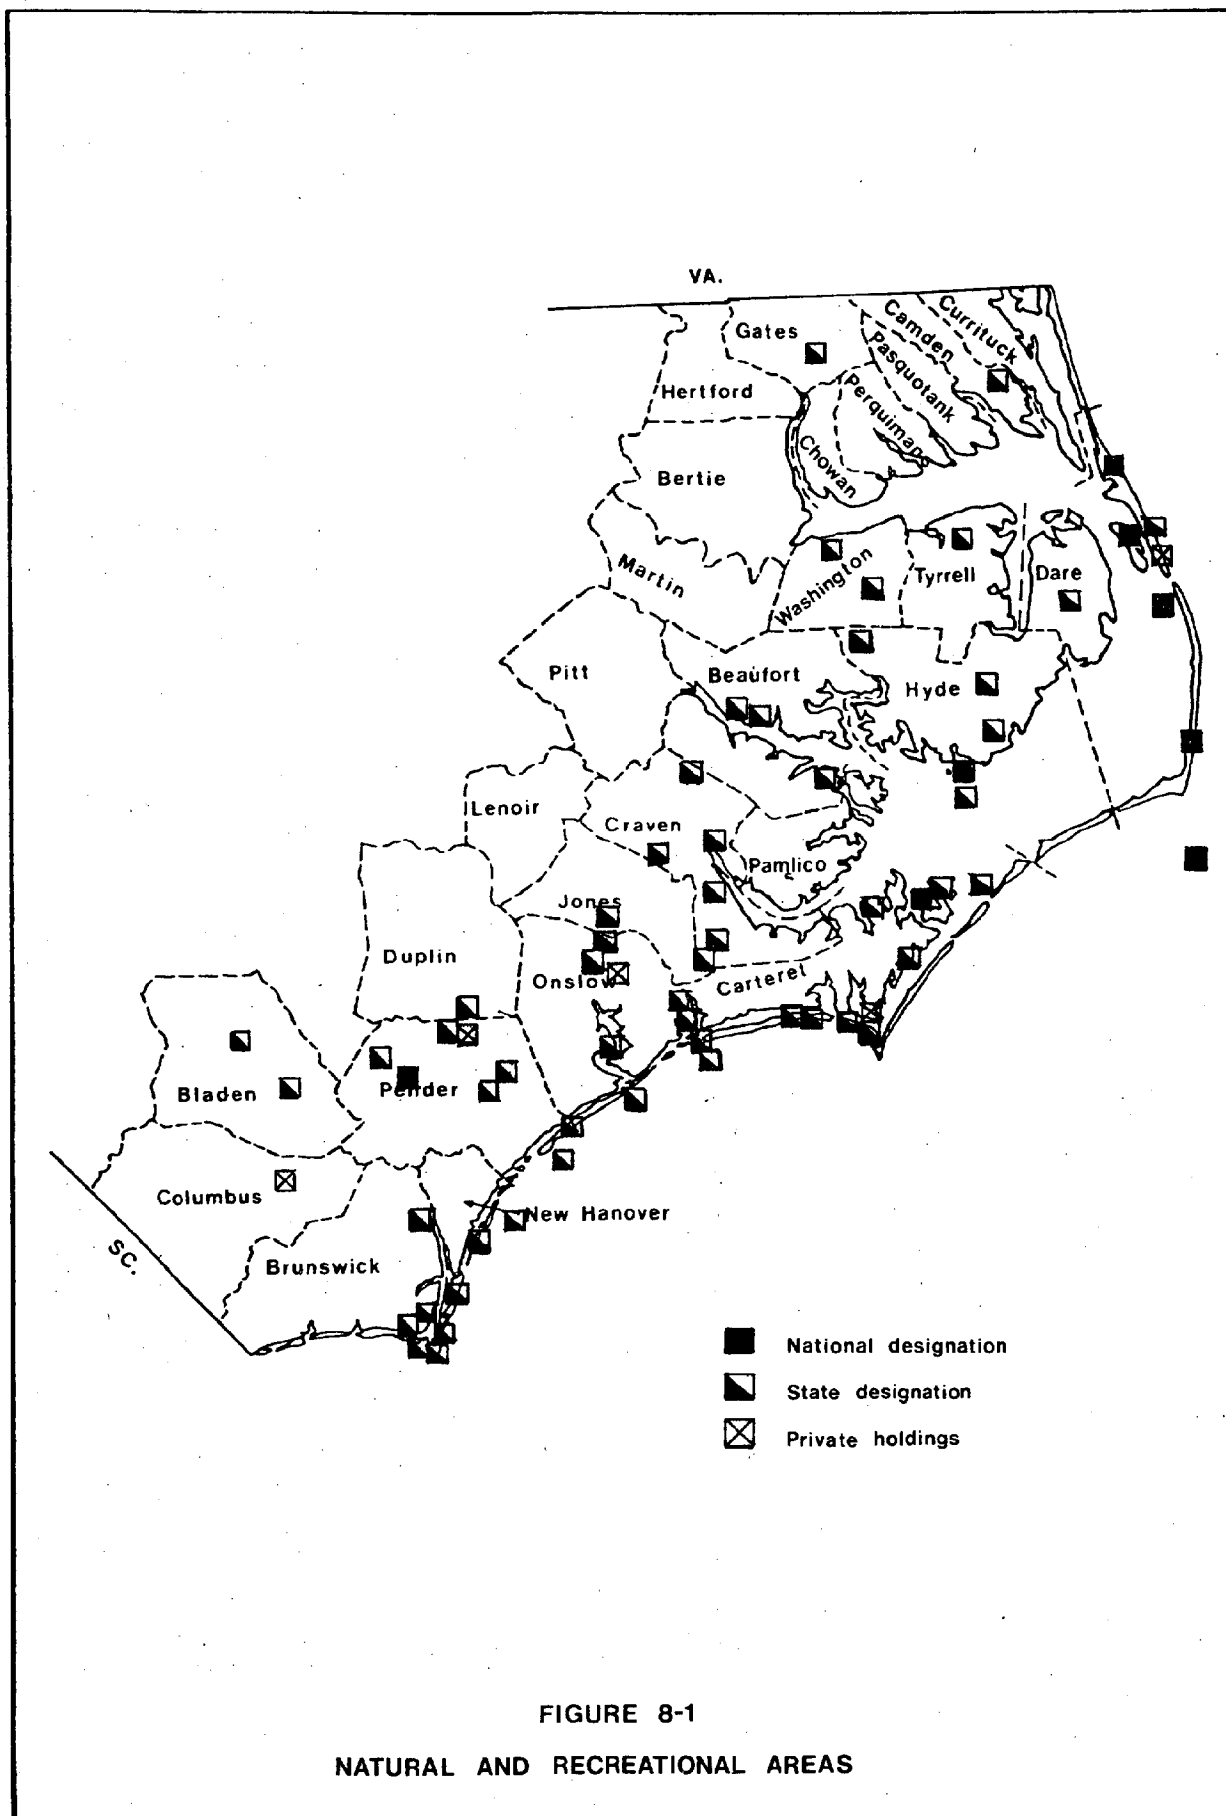 VA.
Gates
Camden
Currituck
Pasquotank
Hertford
Perquimans
Chowan
Bertie
Martin
Washington
Tyrrell
Dare
Pitt
Beaufort
Hyde
Lenoir
Craven
Pamlico
Jones
Duplin
Onslow
Carteret
Bladen
Pender
Columbus
New Hanover
SC.
Brunswick
National designation
State designation
Private holdings
FIGURE 8-1
NATURAL AND RECREATIONAL AREAS